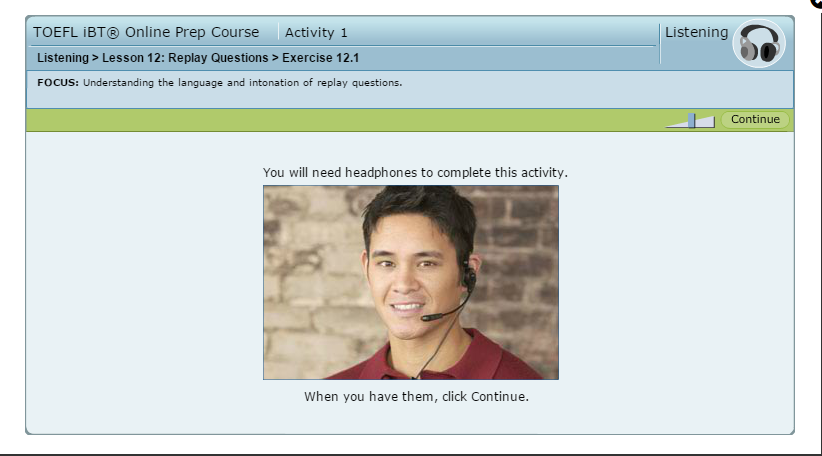 TOEFL iBT® Online Prep Course Activity 1 Listening
Listening > Lesson 12: Replay Questions > Exercise 12.1
FOCUS: Understanding the language and intonation of replay questions.
Continue
You will need headphones to complete this activity.
When you have them, click Continue.